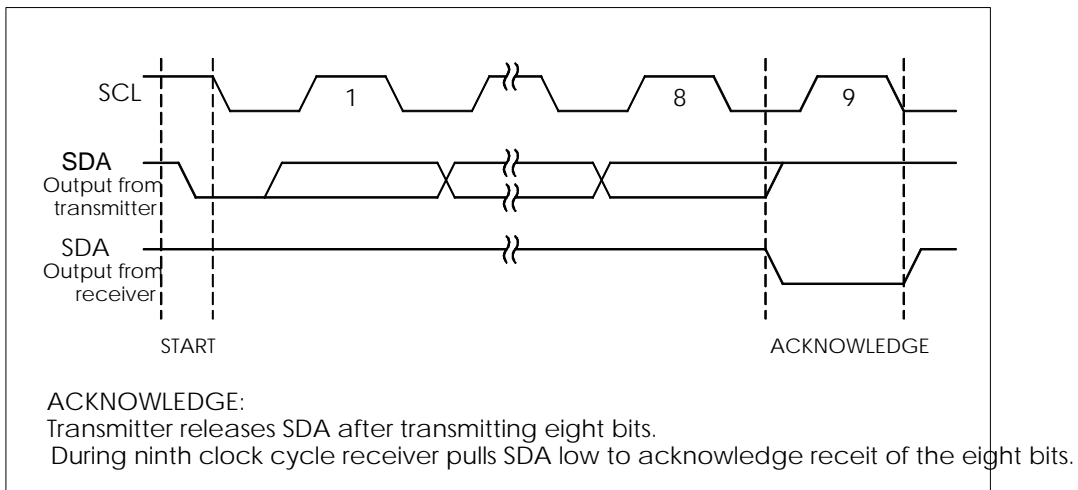 SCL
1
8
9
SDA
Output from
transmitter
SDA
Output from
receiver
START
ACKNOWLEDGE
ACKNOWLEDGE:
Transmitter releases SDA after transmitting eight bits.
During ninth clock cycle receiver pulls SDA low to acknowledge receit of the eight bits.